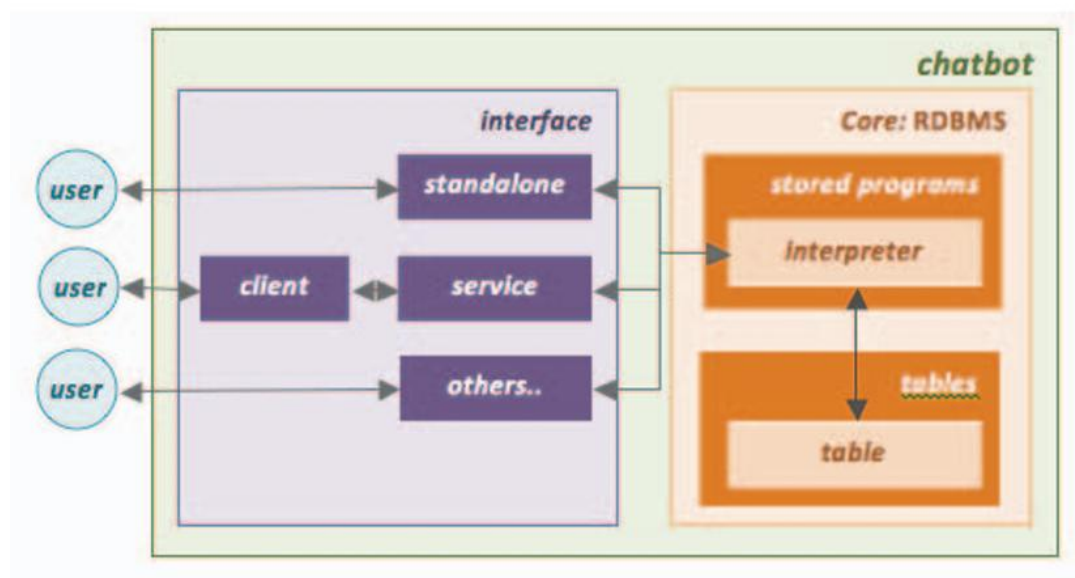 chatbot
interface
Core: RDBMS
user
standalone
stored programs
interpreter
user
client
service
user
others..
tables
table